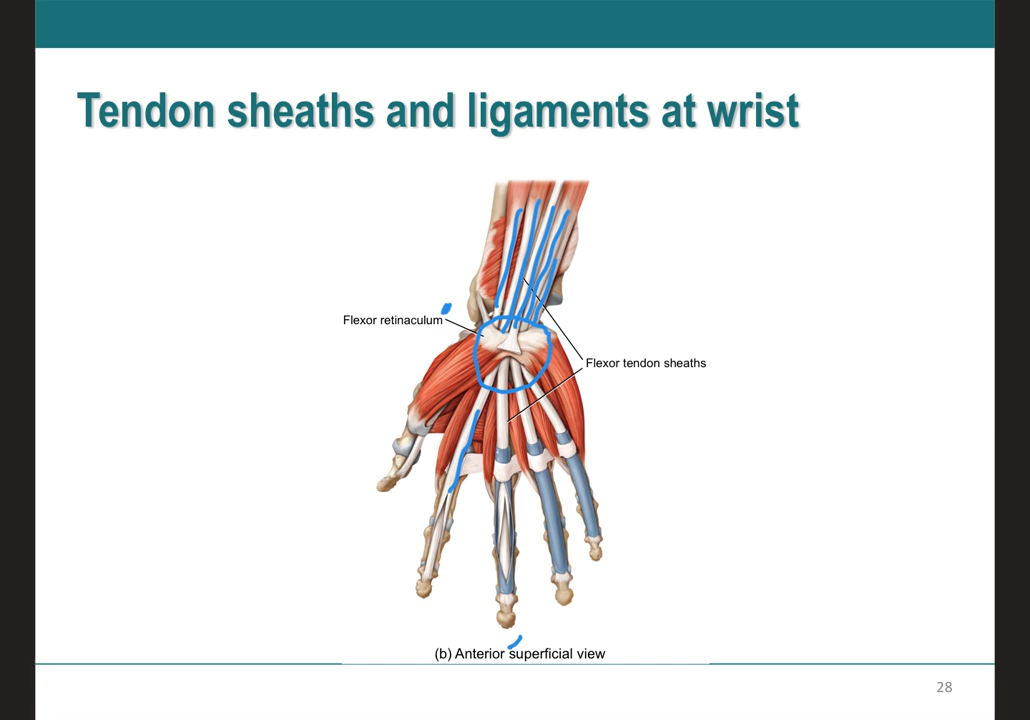 Tendon sheaths and ligaments at wrist
Flexor retinaculum
Flexor tendon sheaths
(b) Anterior superficial view
28